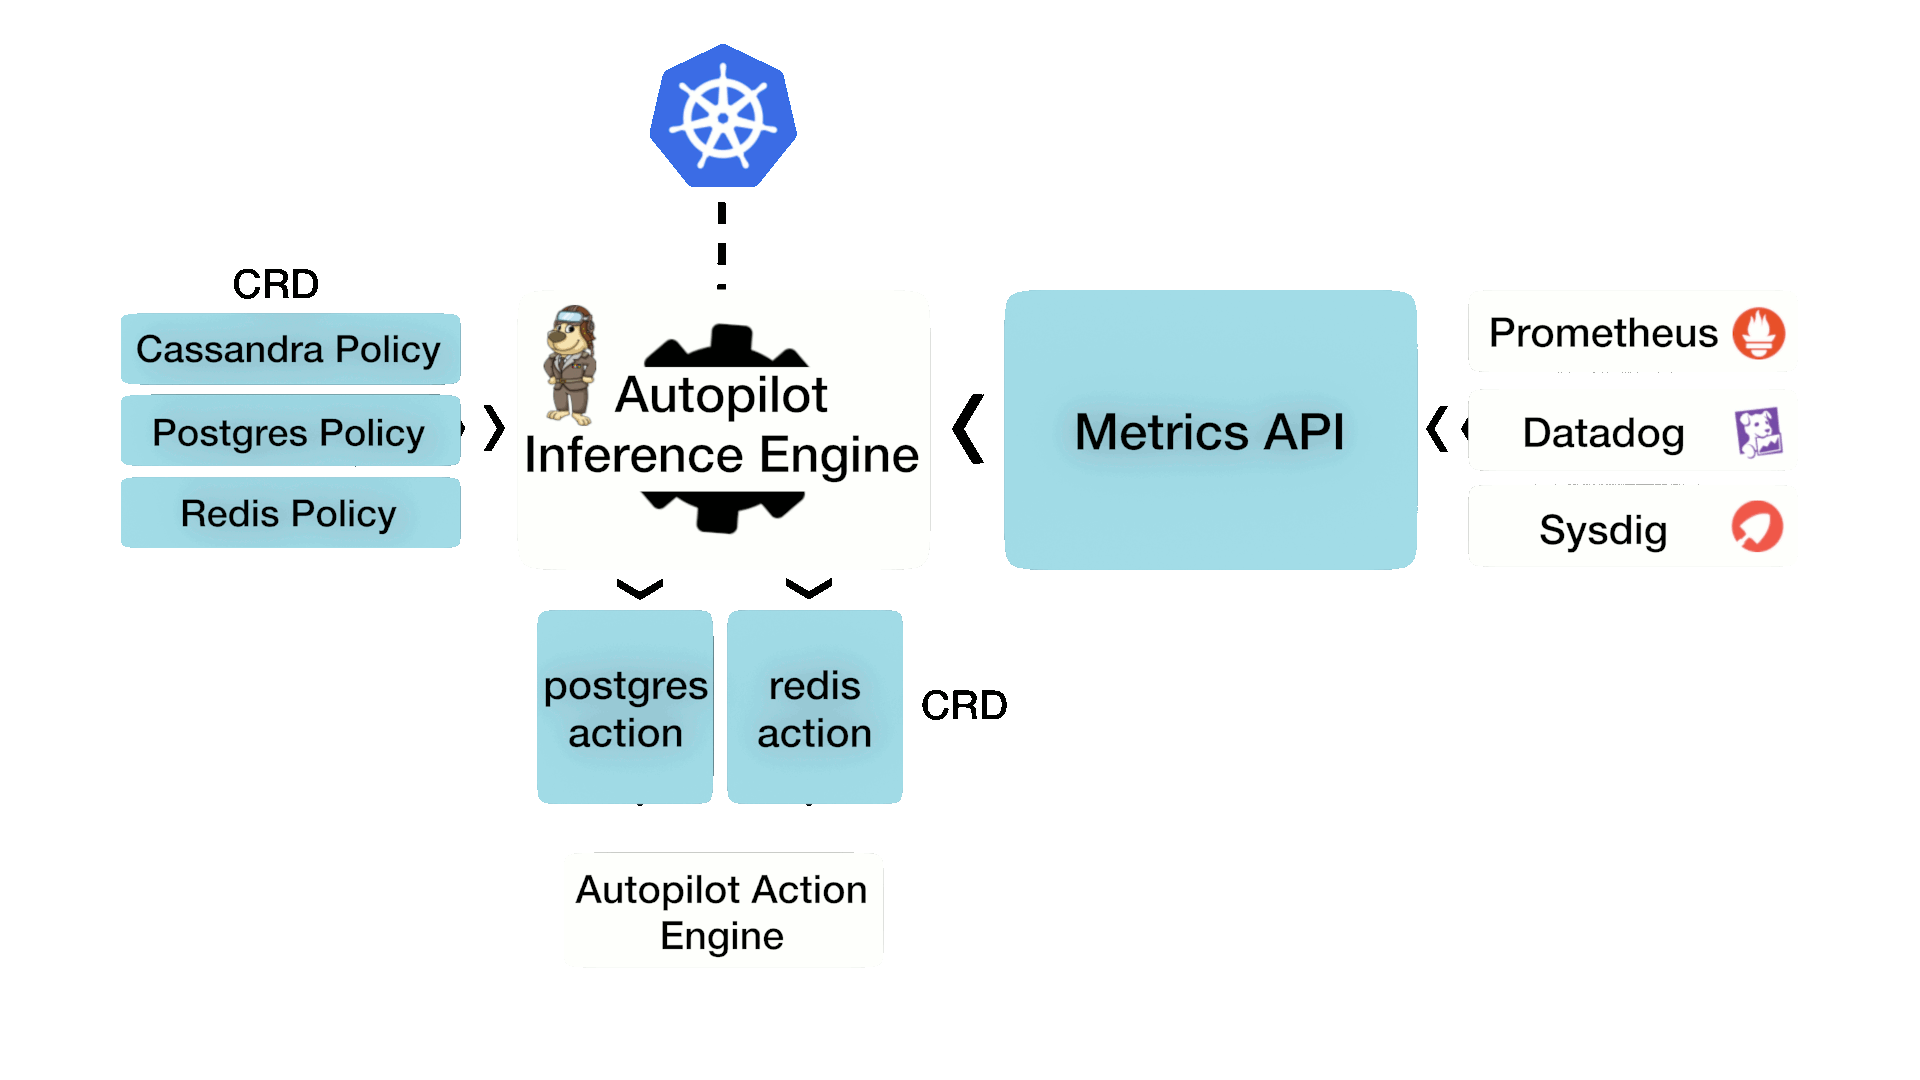 CRD
Cassandra Policy
Postgres Policy
Redis Policy
Autopilot
Inference Engine
Metrics API
Prometheus
Datadog
Sysdig
postgres
action
redis
action
CRD
Autopilot Action
Engine